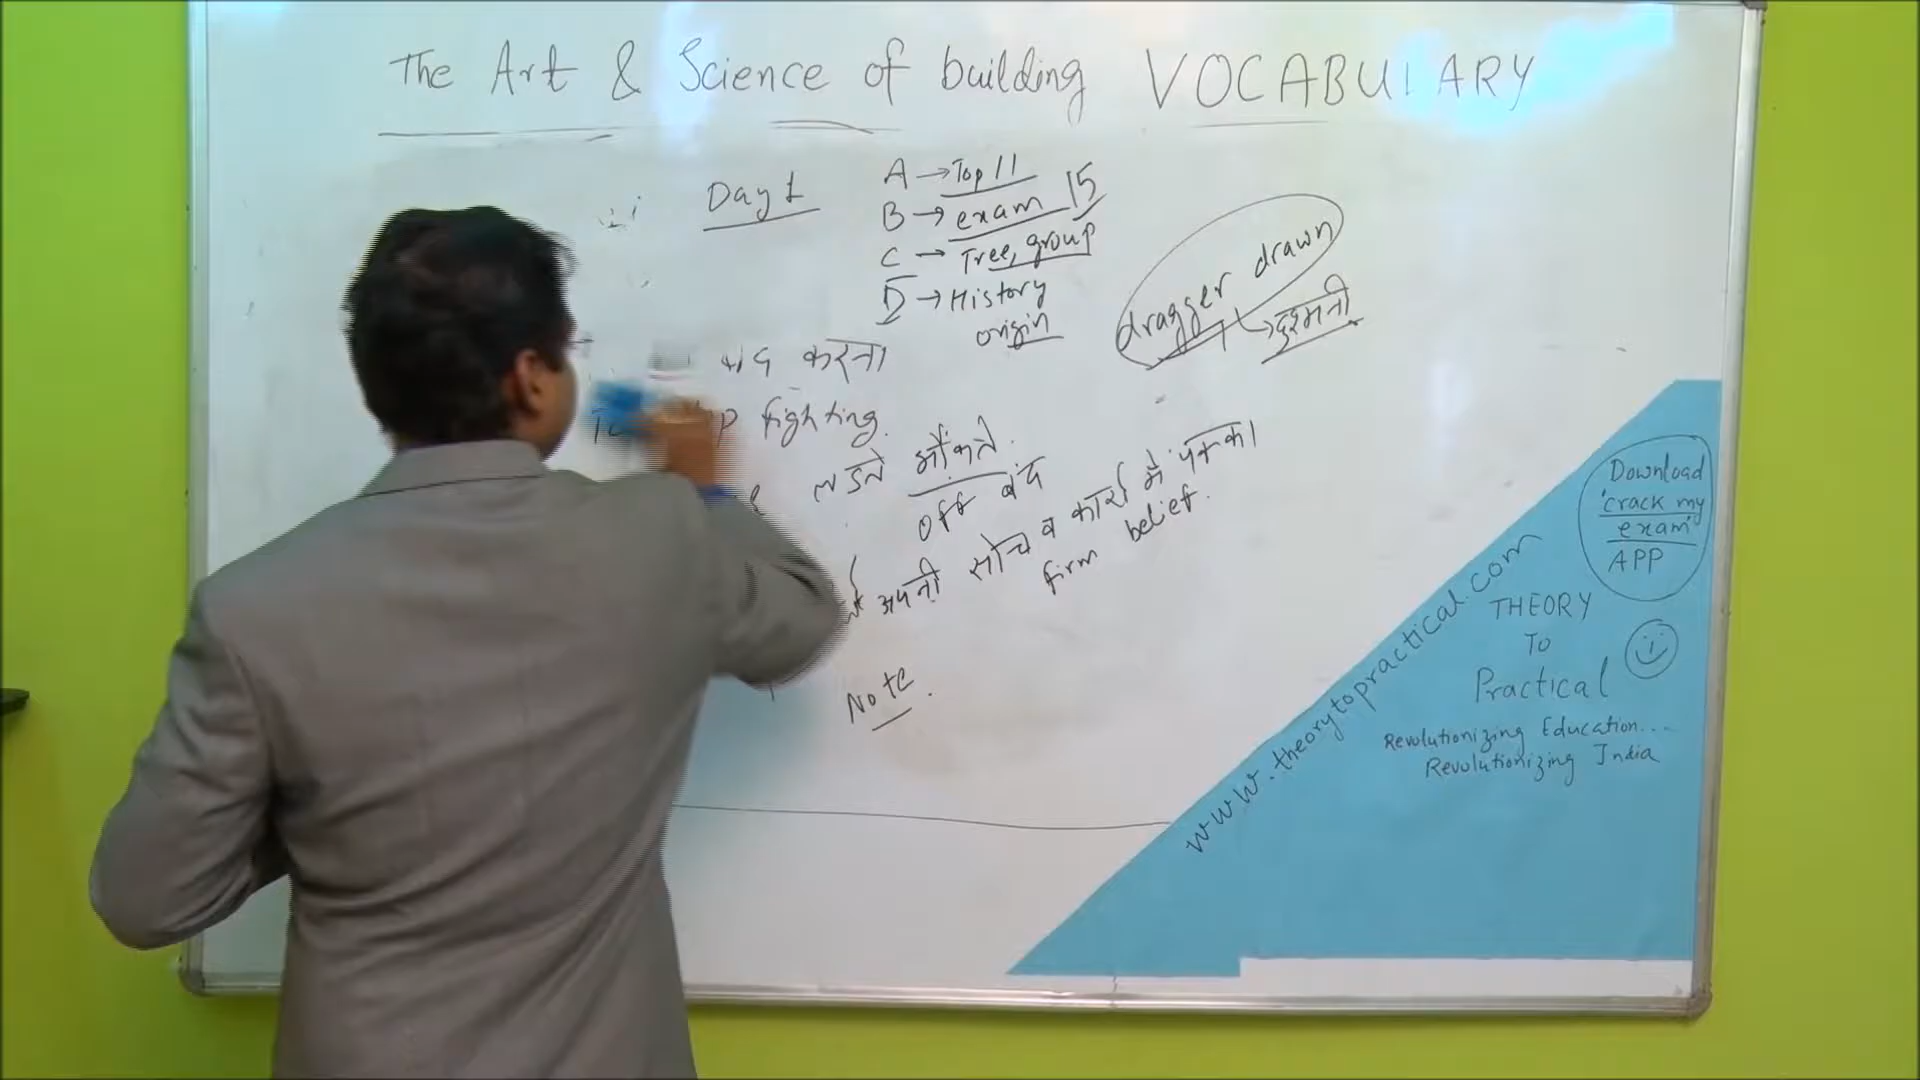 The Art & Science of building VOCABULARY
Day 1
A → Top 11
B → exam 15
C → Tree, group
D → History
origin
dragger drawn
→ दुश्मनी
करना
fighting.
लडने भौंकने
off बंद
अपनी सोच व कार्य में पक्का
firm belief.
Note.
Download
'crack my
exam'
APP
THEORY
To
Practical
Revolutionizing Education...
Revolutionizing India
www.theorytopractical.com